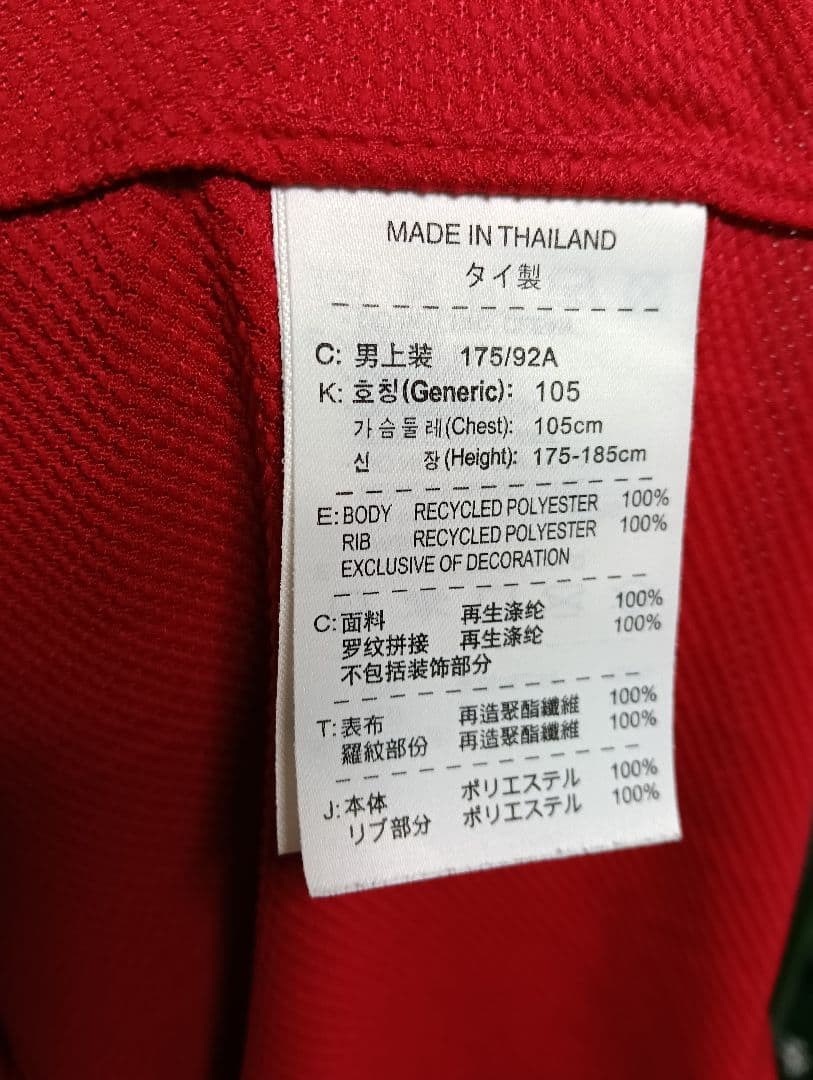 MADE IN THAILAND
タイ製
C: 男上装 175/92A
K: 호칭(Generic): 105
가슴둘레(Chest): 105cm
신 장(Height): 175-185cm
E: BODY RECYCLED POLYESTER 100%
RIB RECYCLED POLYESTER 100%
EXCLUSIVE OF DECORATION
C: 面料 再生涤纶 100%
罗纹拼接 再生涤纶 100%
不包括装饰部分
T: 表布 再造聚酯纖維 100%
羅紋部份 再造聚酯纖維 100%
J: 本体 ポリエステル 100%
リブ部分 ポリエステル 100%